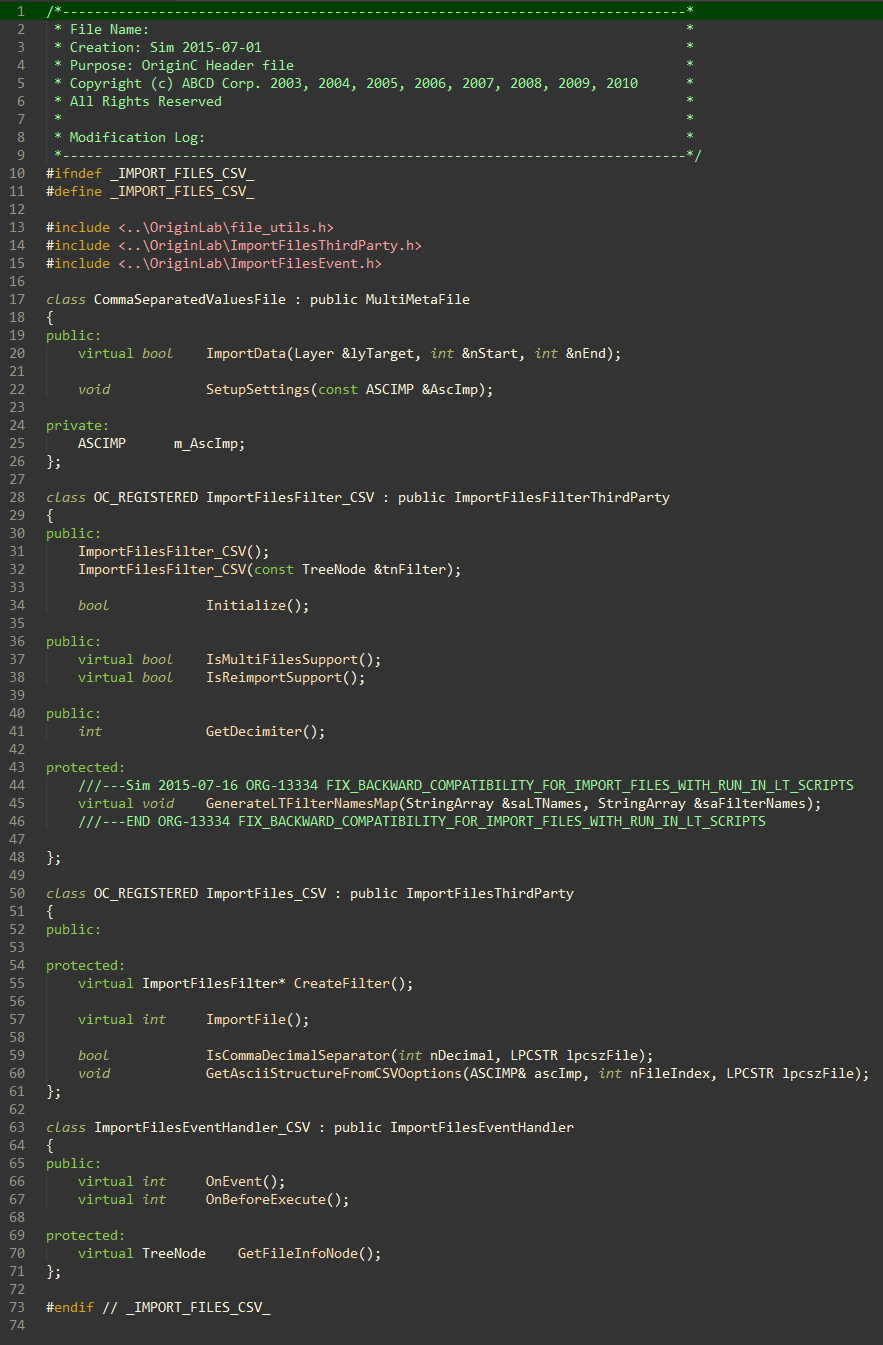 1 /*------------------------------------------------------------------------------*
2 * File Name: *
3 * Creation: Sim 2015-07-01 *
4 * Purpose: OriginC Header file *
5 * Copyright (c) ABCD Corp. 2003, 2004, 2005, 2006, 2007, 2008, 2009, 2010 *
6 * All Rights Reserved *
7 * *
8 * Modification Log: *
9 *------------------------------------------------------------------------------*/
10 #ifndef _IMPORT_FILES_CSV_
11 #define _IMPORT_FILES_CSV_
12
13 #include <..\OriginLab\file_utils.h>
14 #include <..\OriginLab\ImportFilesThirdParty.h>
15 #include <..\OriginLab\ImportFilesEvent.h>
16
17 class CommaSeparatedValuesFile : public MultiMetaFile
18 {
19 public:
20 virtual bool ImportData(Layer &lyTarget, int &nStart, int &nEnd);
21
22 void SetupSettings(const ASCIMP &AscImp);
23
24 private:
25 ASCIMP m_AscImp;
26 };
27
28 class OC_REGISTERED ImportFilesFilter_CSV : public ImportFilesFilterThirdParty
29 {
30 public:
31 ImportFilesFilter_CSV();
32 ImportFilesFilter_CSV(const TreeNode &tnFilter);
33
34 bool Initialize();
35
36 public:
37 virtual bool IsMultiFilesSupport();
38 virtual bool IsReimportSupport();
39
40 public:
41 int GetDecimiter();
42
43 protected:
44 ///---Sim 2015-07-16 ORG-13334 FIX_BACKWARD_COMPATIBILITY_FOR_IMPORT_FILES_WITH_RUN_IN_LT_SCRIPTS
45 virtual void GenerateLTFilterNamesMap(StringArray &saLTNames, StringArray &saFilterNames);
46 ///---END ORG-13334 FIX_BACKWARD_COMPATIBILITY_FOR_IMPORT_FILES_WITH_RUN_IN_LT_SCRIPTS
47
48 };
49
50 class OC_REGISTERED ImportFiles_CSV : public ImportFilesThirdParty
51 {
52 public:
53
54 protected:
55 virtual ImportFilesFilter* CreateFilter();
56
57 virtual int ImportFile();
58
59 bool IsCommaDecimalSeparator(int nDecimal, LPCSTR lpcszFile);
60 void GetAsciiStructureFromCSVOoptions(ASCIMP& ascImp, int nFileIndex, LPCSTR lpcszFile);
61 };
62
63 class ImportFilesEventHandler_CSV : public ImportFilesEventHandler
64 {
65 public:
66 virtual int OnEvent();
67 virtual int OnBeforeExecute();
68
69 protected:
70 virtual TreeNode GetFileInfoNode();
71 };
72
73 #endif // _IMPORT_FILES_CSV_
74